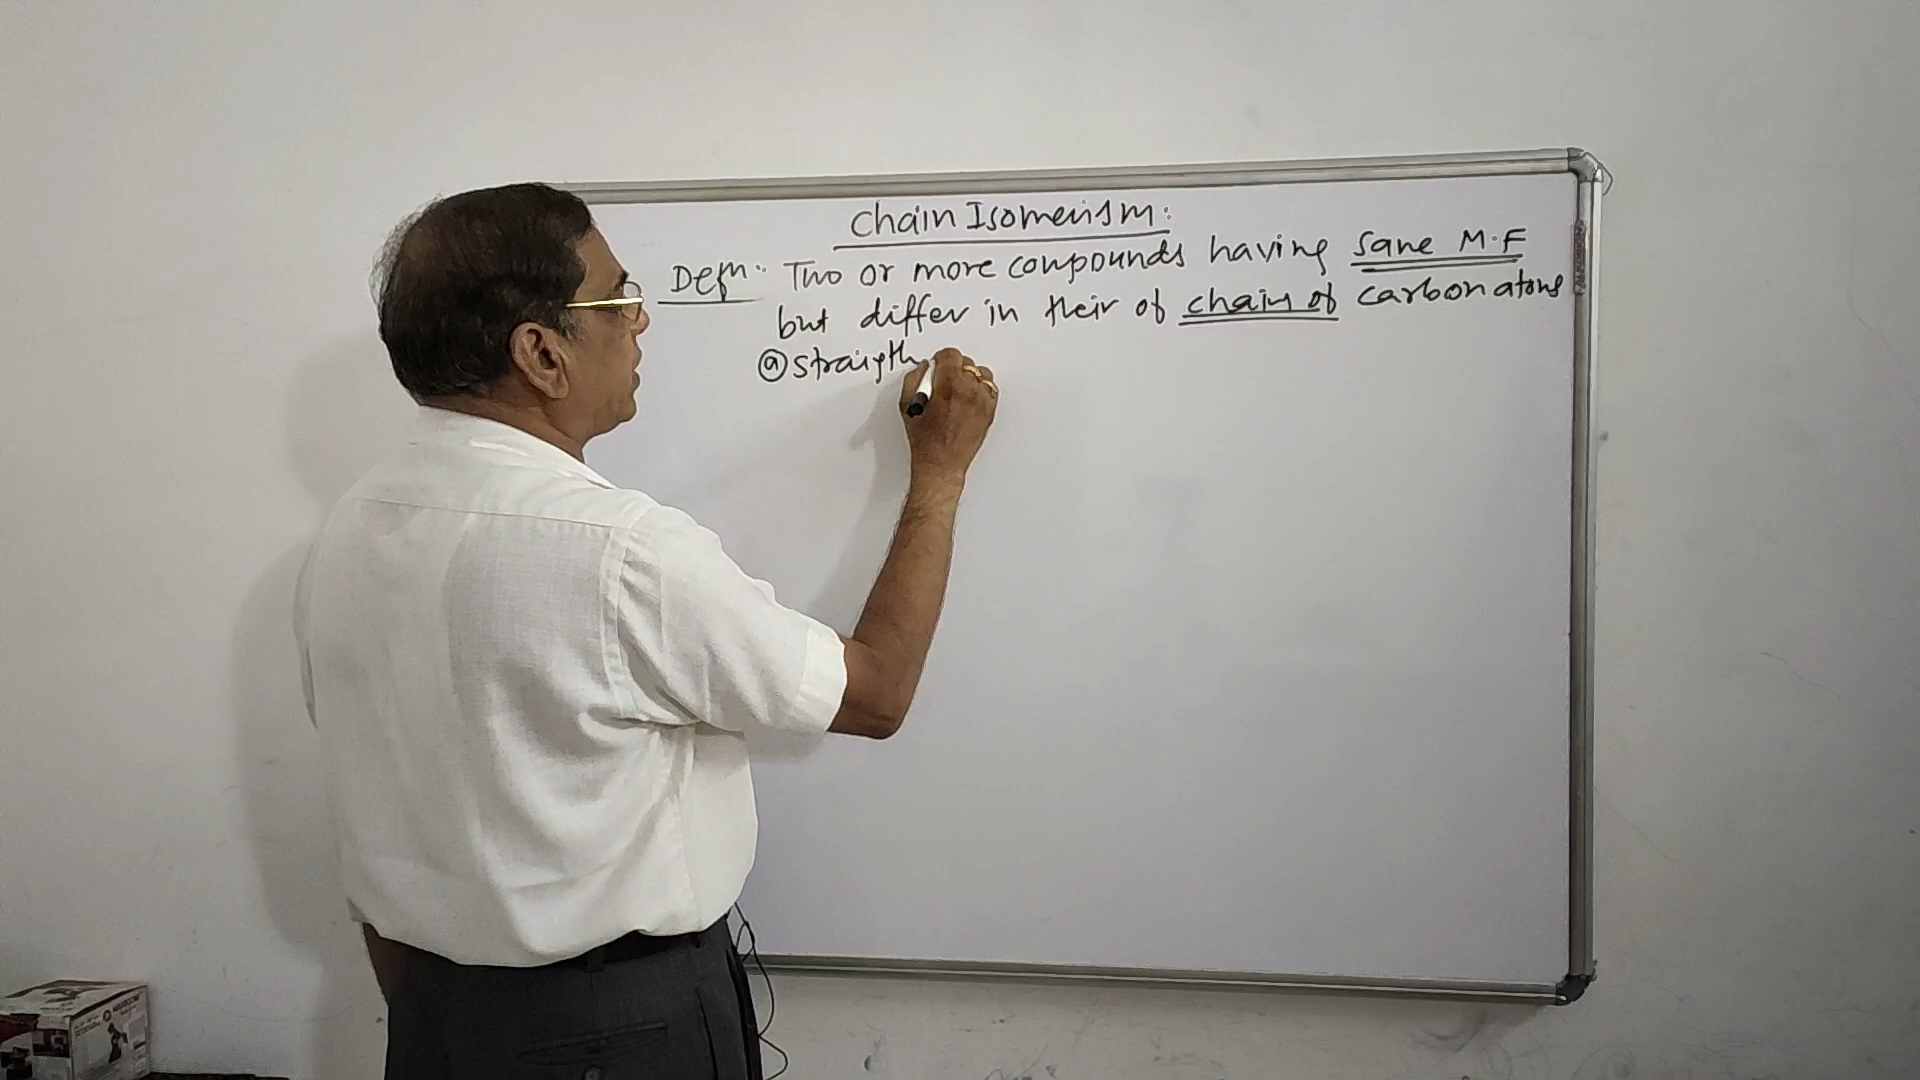 Chain Isomerism:
Defn: Two or more compounds having same M.F
but differ in their of chain of carbon atoms
@ straigth